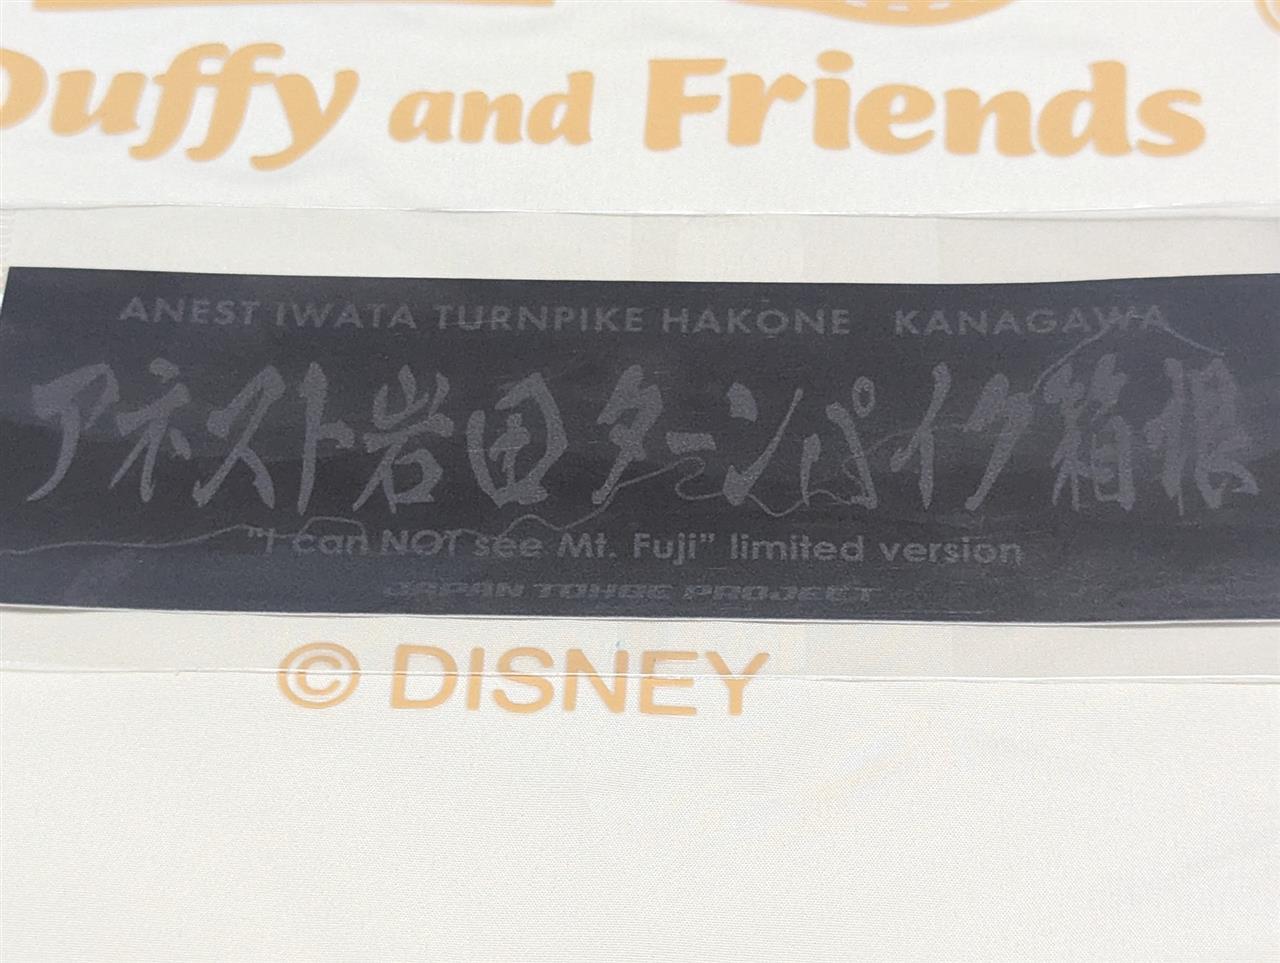 Duffy and Friends
ANEST IWATA TURNPIKE HAKONE KANAGAWA
アネスト岩田ターンパイク箱根
"I can NOT see Mt. Fuji" limited version
JAPAN TOHGE PROJECT
© DISNEY